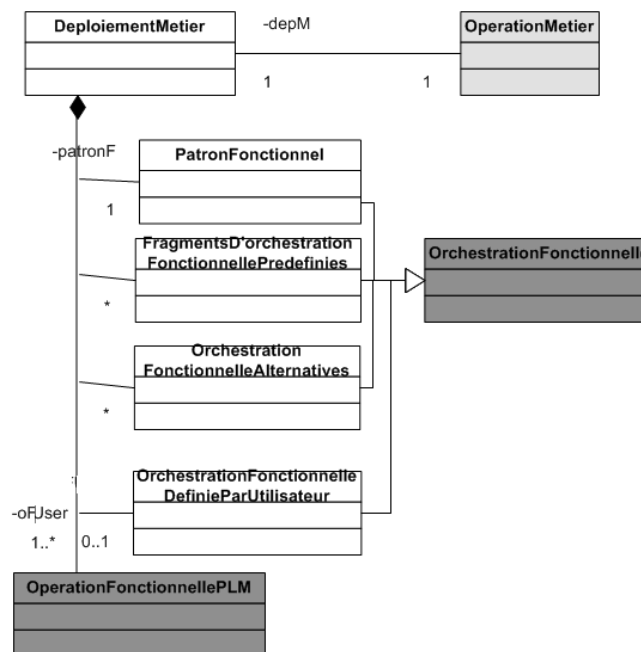 DeploiementMetier
-depM
OperationMetier
1
1
-patronF
PatronFonctionnel
1
FragmentsD'orchestration
FonctionnellePredefinies
OrchestrationFonctionnelle
*
Orchestration
FonctionnelleAlternatives
*
OrchestrationFonctionnelle
DefinieParUtilisateur
-oFUser
1..*
0..1
OperationFonctionnellePLM